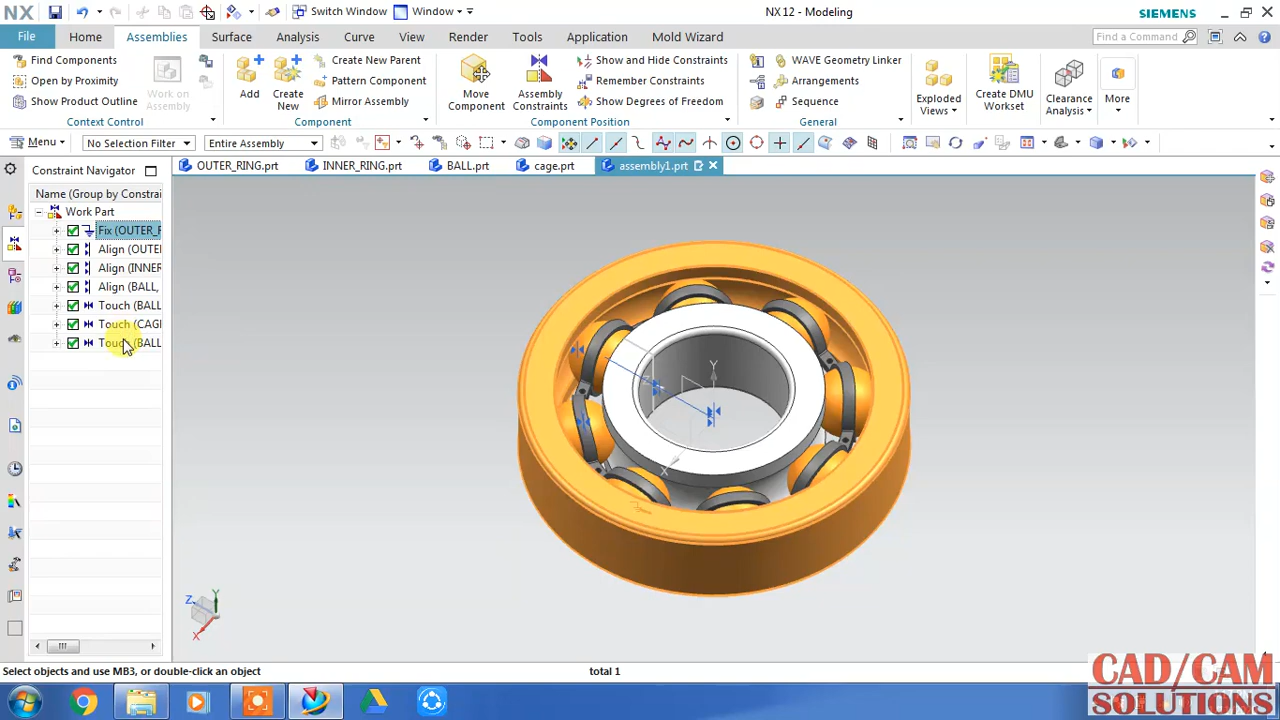 NX
Switch Window
Window
NX 12 - Modeling
SIEMENS
File
Home
Assemblies
Surface
Analysis
Curve
View
Render
Tools
Application
Mold Wizard
Find a Command
Find Components
Open by Proximity
Show Product Outline
Work on Assembly
Context Control
Add
Create New
Create New Parent
Pattern Component
Mirror Assembly
Component
Move Component
Assembly Constraints
Show and Hide Constraints
Remember Constraints
Show Degrees of Freedom
Component Position
WAVE Geometry Linker
Arrangements
Sequence
General
Exploded Views
Create DMU Workset
Clearance Analysis
More
Menu
No Selection Filter
Entire Assembly
Constraint Navigator
OUTER_RING.prt
INNER_RING.prt
BALL.prt
cage.prt
assembly1.prt
Name (Group by Constrai
Work Part
Fix (OUTER_F
Align (OUTE
Align (INNER
Align (BALL,
Touch (BALL
Touch (CAGI
Touch (BALL
Y
Z
X
Z
Y
X
Select objects and use MB3, or double-click an object
total 1
CAD/CAM
SOLUTIONS